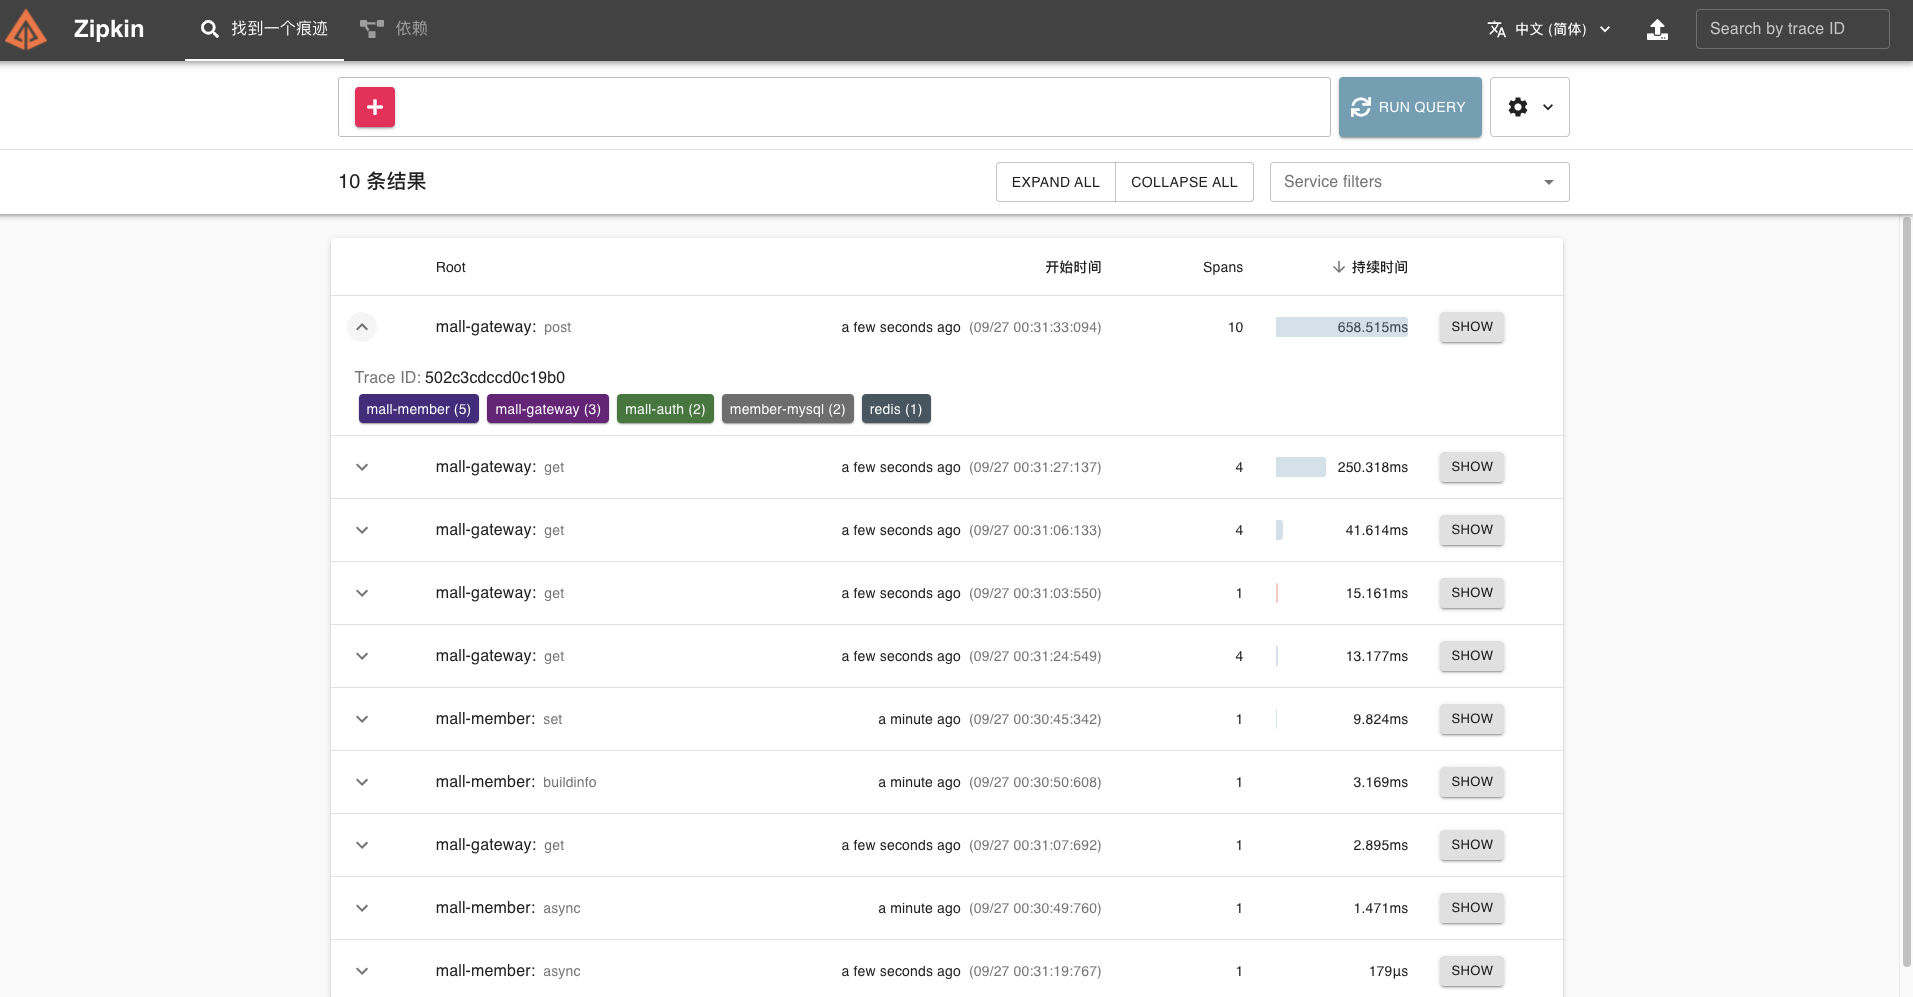 Zipkin 找到一个痕迹 依赖 中文 (简体) Search by trace ID
RUN QUERY
10 条结果 EXPAND ALL COLLAPSE ALL Service filters
Root 开始时间 Spans 持续时间
mall-gateway: post a few seconds ago (09/27 00:31:33:094) 10 658.515ms SHOW
Trace ID: 502c3cdccd0c19b0
mall-member (5) mall-gateway (3) mall-auth (2) member-mysql (2) redis (1)
mall-gateway: get a few seconds ago (09/27 00:31:27:137) 4 250.318ms SHOW
mall-gateway: get a few seconds ago (09/27 00:31:06:133) 4 41.614ms SHOW
mall-gateway: get a few seconds ago (09/27 00:31:03:550) 1 15.161ms SHOW
mall-gateway: get a few seconds ago (09/27 00:31:24:549) 4 13.177ms SHOW
mall-member: set a minute ago (09/27 00:30:45:342) 1 9.824ms SHOW
mall-member: buildinfo a minute ago (09/27 00:30:50:608) 1 3.169ms SHOW
mall-gateway: get a few seconds ago (09/27 00:31:07:692) 1 2.895ms SHOW
mall-member: async a minute ago (09/27 00:30:49:760) 1 1.471ms SHOW
mall-member: async a few seconds ago (09/27 00:31:19:767) 1 179μs SHOW